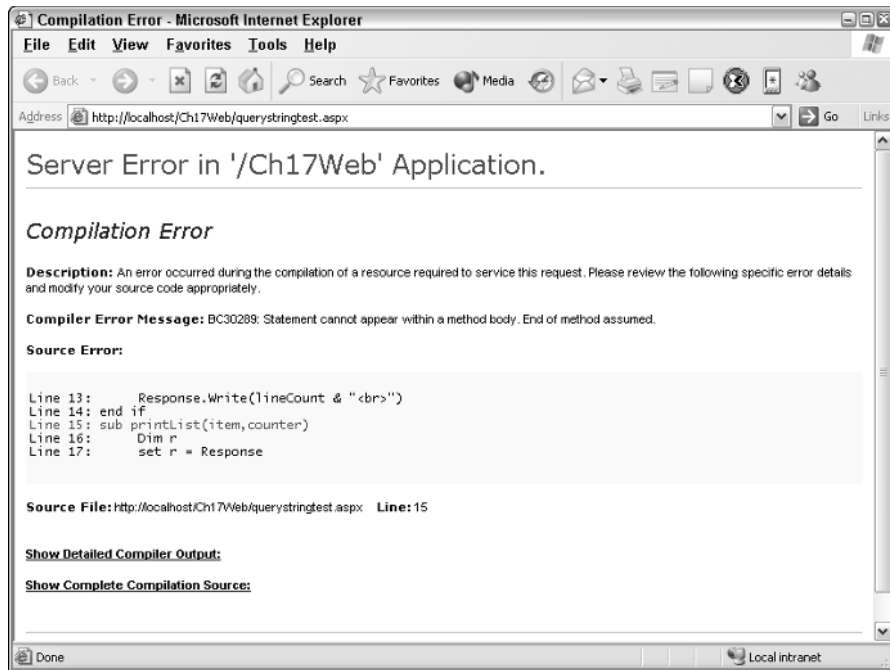 Compilation Error - Microsoft Internet Explorer
File Edit View Favorites Tools Help
Back Search Favorites Media
Address http://localhost/Ch17Web/querystringtest.aspx Go Links
Server Error in '/Ch17Web' Application.
Compilation Error
Description: An error occurred during the compilation of a resource required to service this request. Please review the following specific error details
and modify your source code appropriately.
Compiler Error Message: BC30289: Statement cannot appear within a method body. End of method assumed.
Source Error:
Line 13:      Response.Write(lineCount & "<br>")
Line 14: end if
Line 15: sub printList(item,counter)
Line 16:      Dim r
Line 17:      set r = Response
Source File: http://localhost/Ch17Web/querystringtest.aspx    Line: 15
Show Detailed Compiler Output:
Show Complete Compilation Source:
Done Local intranet